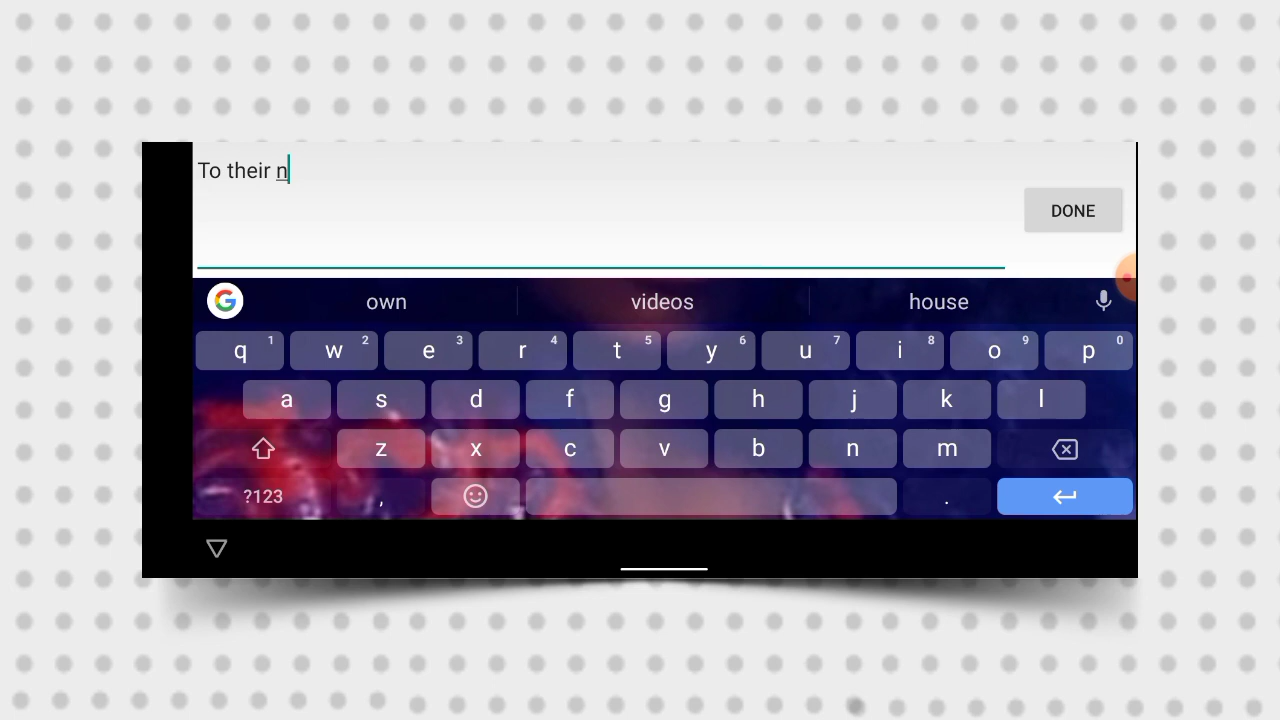 To their n
DONE
own videos house
q 1 w 2 e 3 r 4 t 5 y 6 u 7 i 8 o 9 p 0
a s d f g h j k l
z x c v b n m
?123 , .